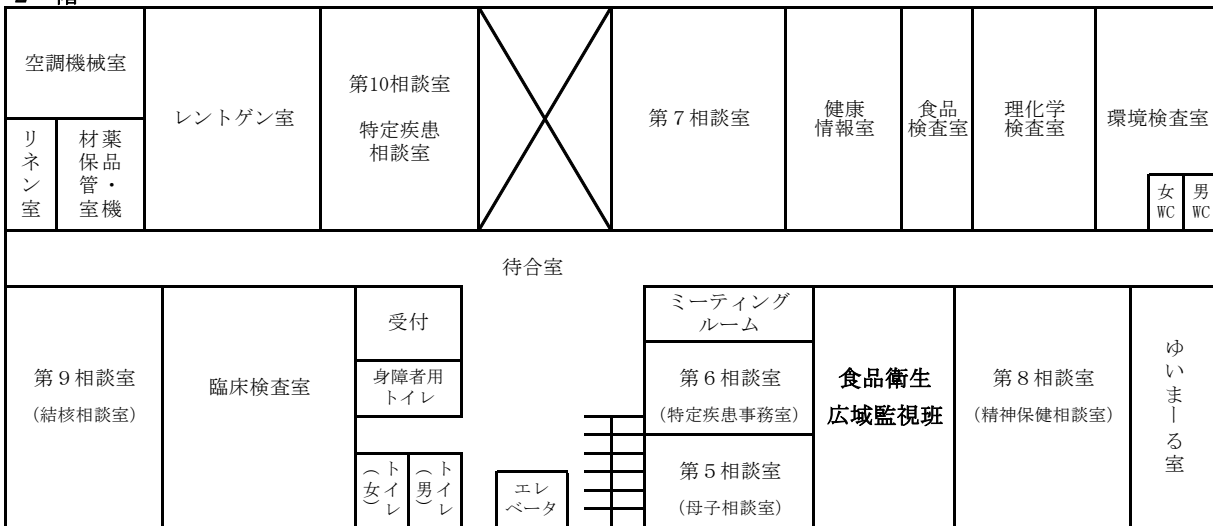 2 階
空調機械室
リネン室
材薬
保品
管・
室機
レントゲン室
第10相談室
特定疾患
相談室
第７相談室
健康
情報室
食品
検査室
理化学
検査室
環境検査室
女
WC
男
WC
待合室
第９相談室
(結核相談室)
臨床検査室
受付
身障者用
トイレ
トイレ
(女)
トイレ
(男)
エレ
ベータ
ミーティング
ルーム
第６相談室
(特定疾患事務室)
第５相談室
(母子相談室)
食品衛生
広域監視班
第８相談室
(精神保健相談室)
ゆいまーる室